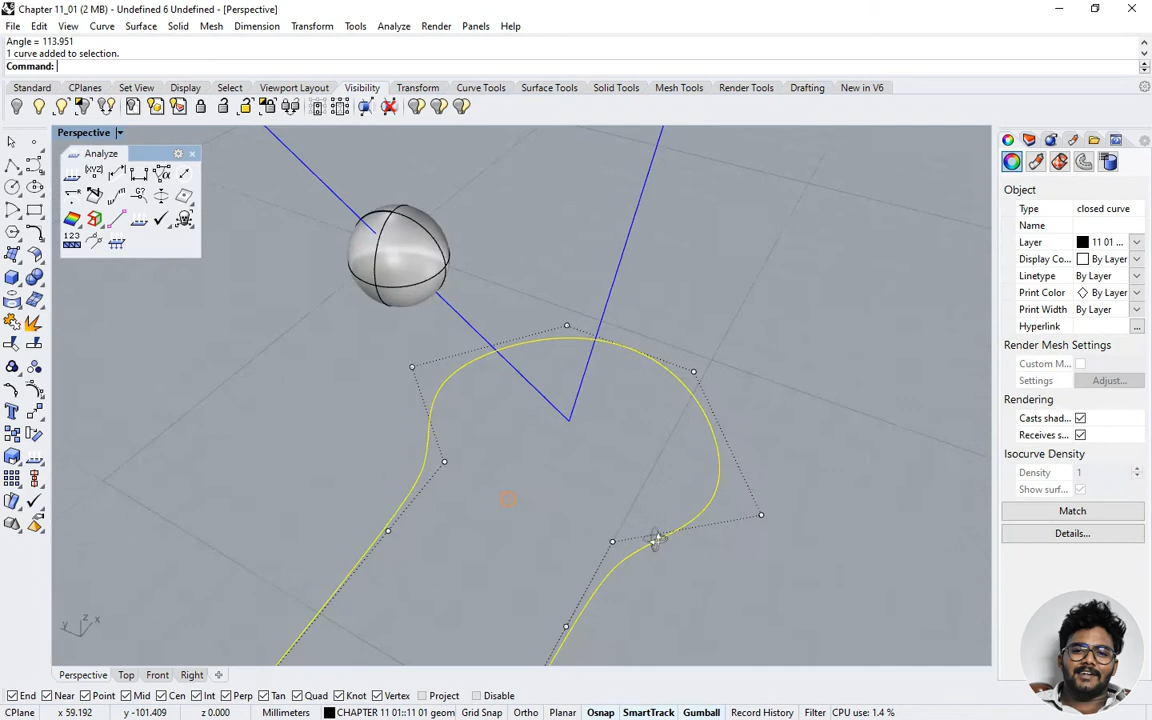 Chapter 11_01 (2 MB) - Undefined 6 Undefined - [Perspective]
File Edit View Curve Surface Solid Mesh Dimension Transform Tools Analyze Render Panels Help
Angle = 113.951
1 curve added to selection.
Command:
Standard CPlanes Set View Display Select Viewport Layout Visibility Transform Curve Tools Surface Tools Solid Tools Mesh Tools Render Tools Drafting New in V6
Perspective
Analyze
(XYZ)
G?
123
Object
Type closed curve
Name
Layer 11 01 ...
Display Co... By Layer
Linetype By Layer
Print Color By Layer
Print Width By Layer
Hyperlink ...
Render Mesh Settings
Custom M...
Settings Adjust...
Rendering
Casts shad...
Receives s...
Isocurve Density
Density 1
Show surf...
Match
Details...
z
y x
Perspective Top Front Right
End Near Point Mid Cen Int Perp Tan Quad Knot Vertex Project Disable
CPlane x 59.192 y -101.409 z 0.000 Millimeters CHAPTER 11 01::11 01 geom Grid Snap Ortho Planar Osnap SmartTrack Gumball Record History Filter CPU use: 1.4 %